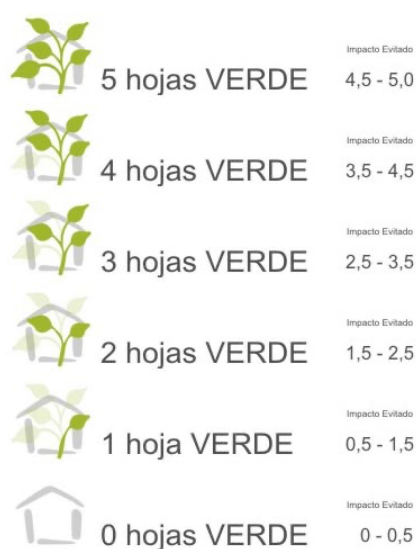 Impacto Evitado
5 hojas VERDE 4,5 - 5,0
Impacto Evitado
4 hojas VERDE 3,5 - 4,5
Impacto Evitado
3 hojas VERDE 2,5 - 3,5
Impacto Evitado
2 hojas VERDE 1,5 - 2,5
Impacto Evitado
1 hoja VERDE 0,5 - 1,5
Impacto Evitado
0 hojas VERDE 0 - 0,5